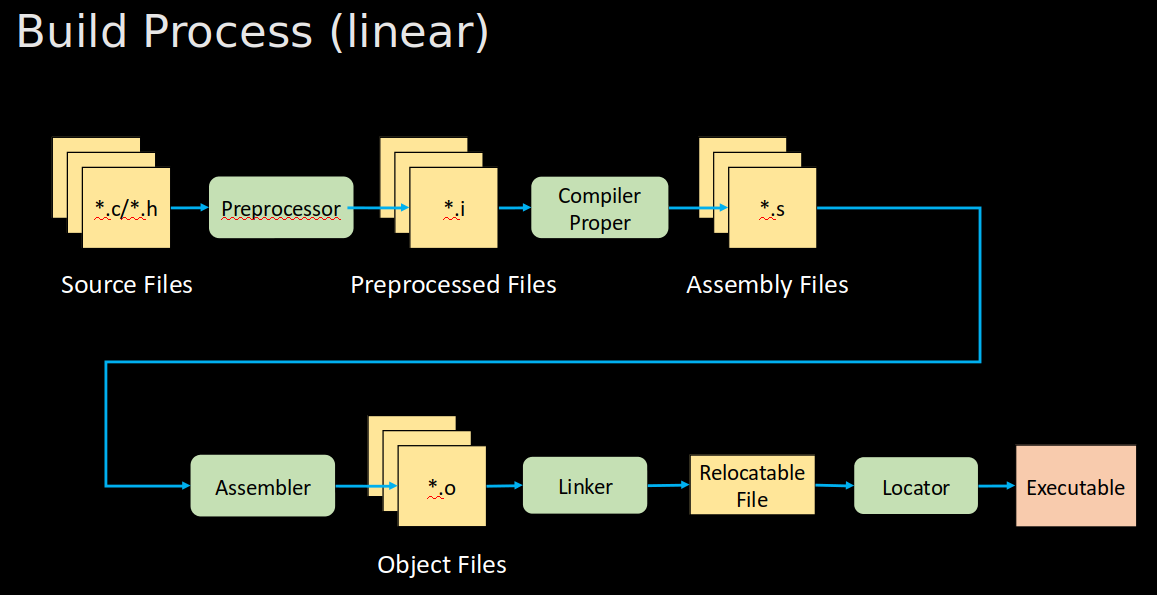 Build Process (linear)
*.c/*.h
Preprocessor
*.i
Compiler
Proper
*.s
Source Files
Preprocessed Files
Assembly Files
Assembler
*.o
Linker
Relocatable
File
Locator
Executable
Object Files